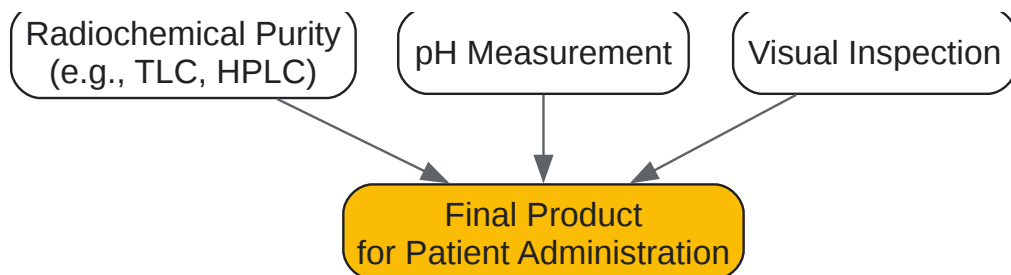 Radiochemical Purity
(e.g., TLC, HPLC)
pH Measurement
Visual Inspection
Final Product
for Patient Administration